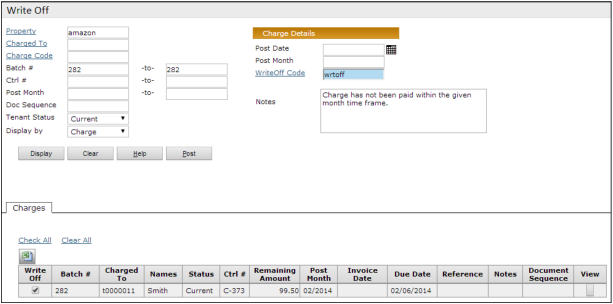 Write Off
Property amazon
Charged To
Charge Code
Batch # 282 -to- 282
Ctrl # -to-
Post Month -to-
Doc Sequence
Tenant Status Current
Display by Charge
Charge Details
Post Date
Post Month
WriteOff Code wrtoff
Notes Charge has not been paid within the given
month time frame.
Display Clear Help Post
Charges
Check All Clear All
Write Off Batch # Charged To Names Status Ctrl # Remaining Amount Post Month Invoice Date Due Date Reference Notes Document Sequence View
282 t0000011 Smith Current C-373 99.50 02/2014 02/06/2014